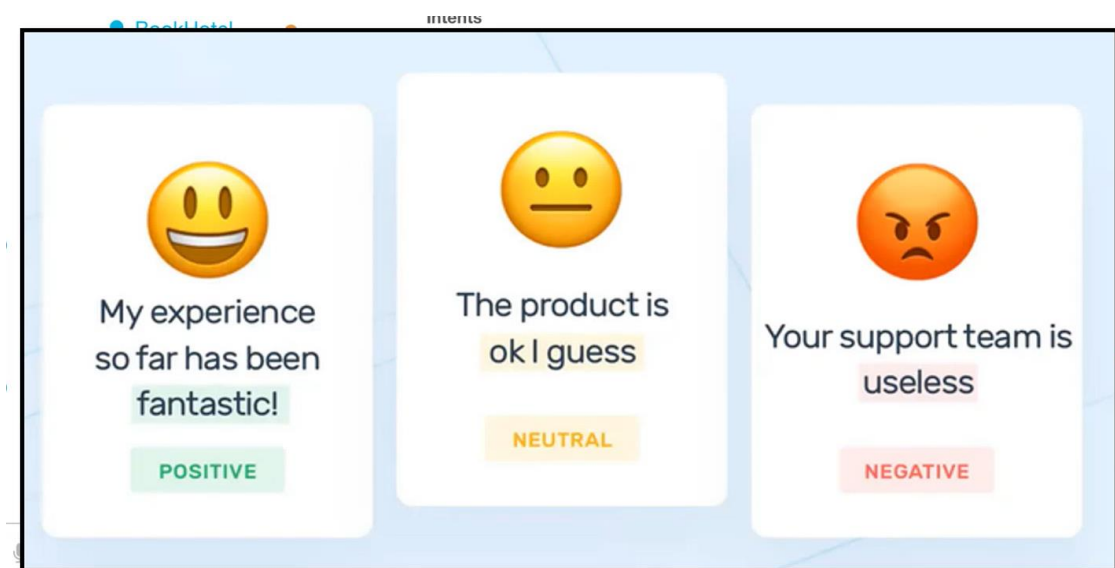 BookHotel
Intents
My experience
so far has been
fantastic!
POSITIVE
The product is
ok I guess
NEUTRAL
Your support team is
useless
NEGATIVE